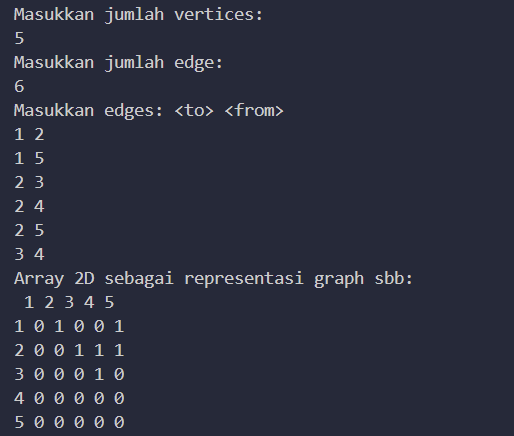 Masukkan jumlah vertices:
5
Masukkan jumlah edge:
6
Masukkan edges: <to> <from>
1 2
1 5
2 3
2 4
2 5
3 4
Array 2D sebagai representasi graph sbb:
 1 2 3 4 5
1 0 1 0 0 1
2 0 0 1 1 1
3 0 0 0 1 0
4 0 0 0 0 0
5 0 0 0 0 0